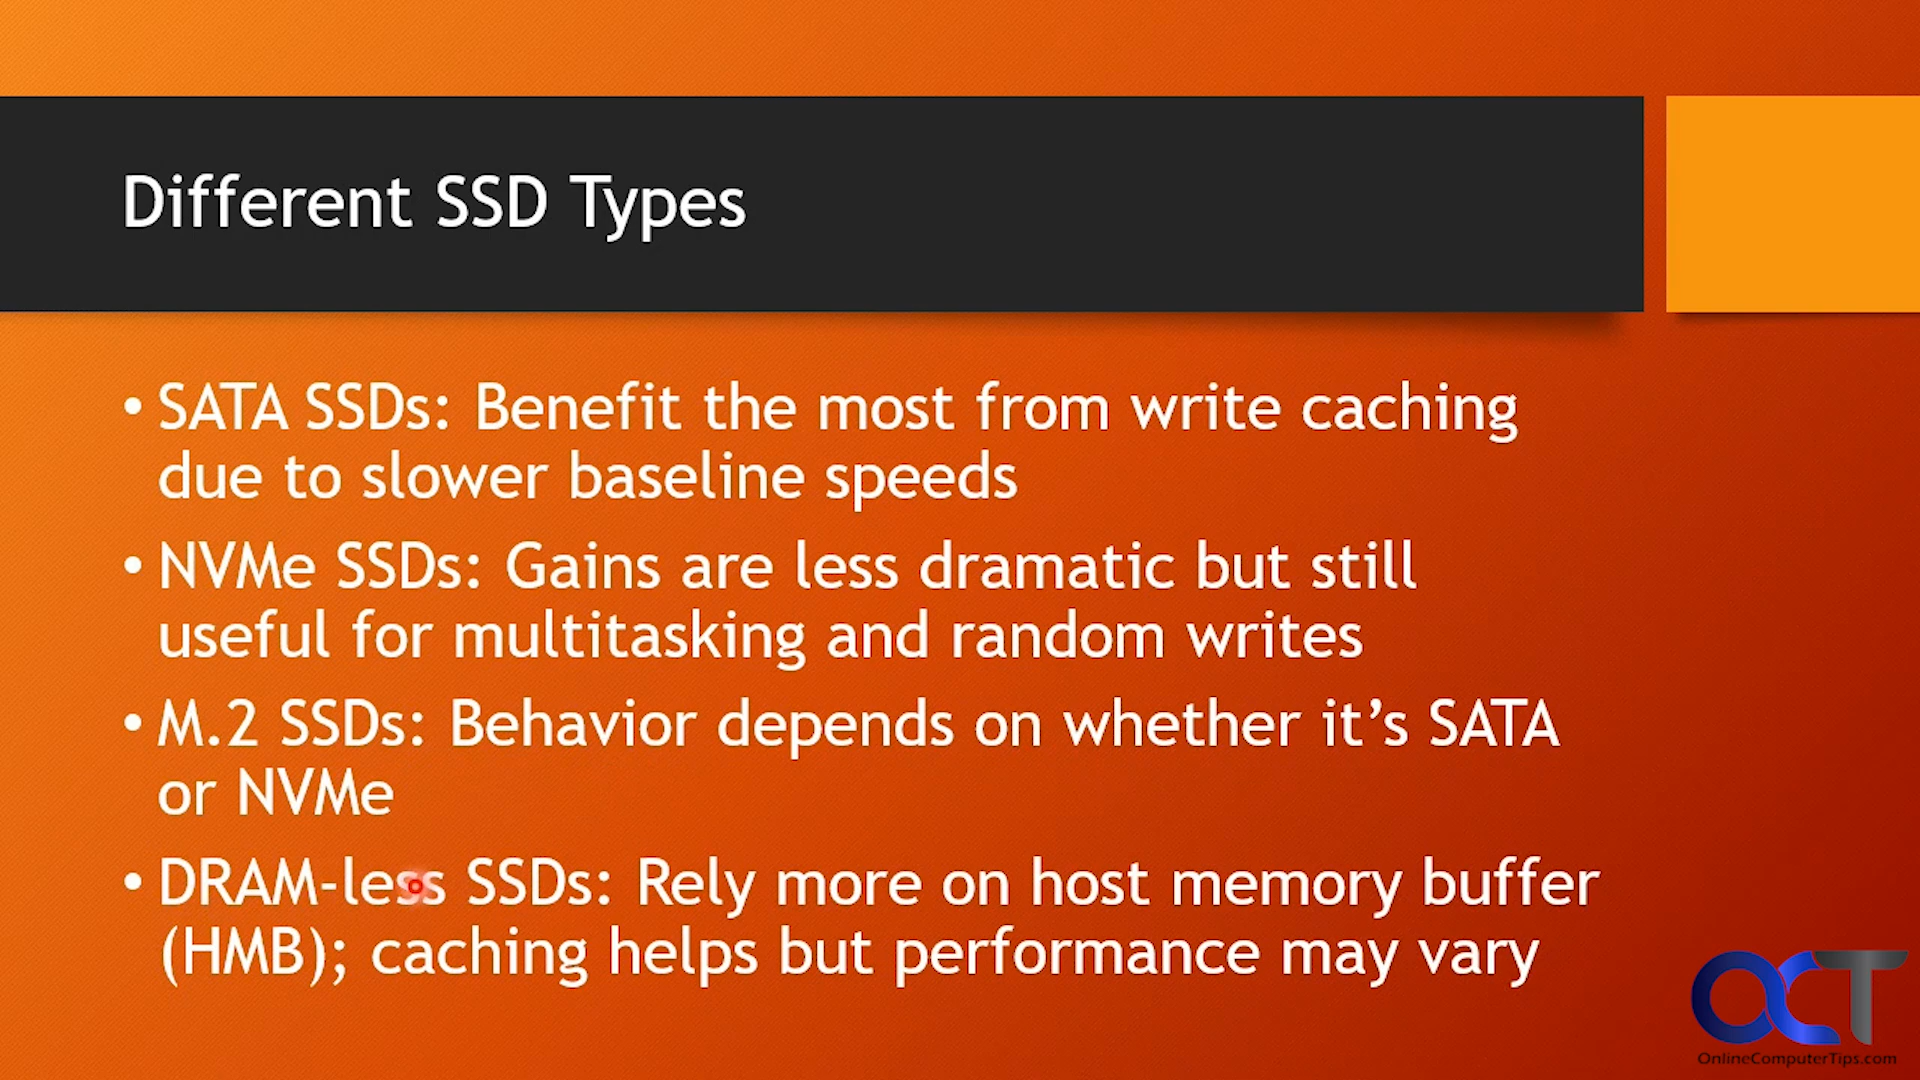 Different SSD Types
• SATA SSDs: Benefit the most from write caching
due to slower baseline speeds
• NVMe SSDs: Gains are less dramatic but still
useful for multitasking and random writes
• M.2 SSDs: Behavior depends on whether it’s SATA
or NVMe
• DRAM-less SSDs: Rely more on host memory buffer
(HMB); caching helps but performance may vary
OCT
OnlineComputerTips.com